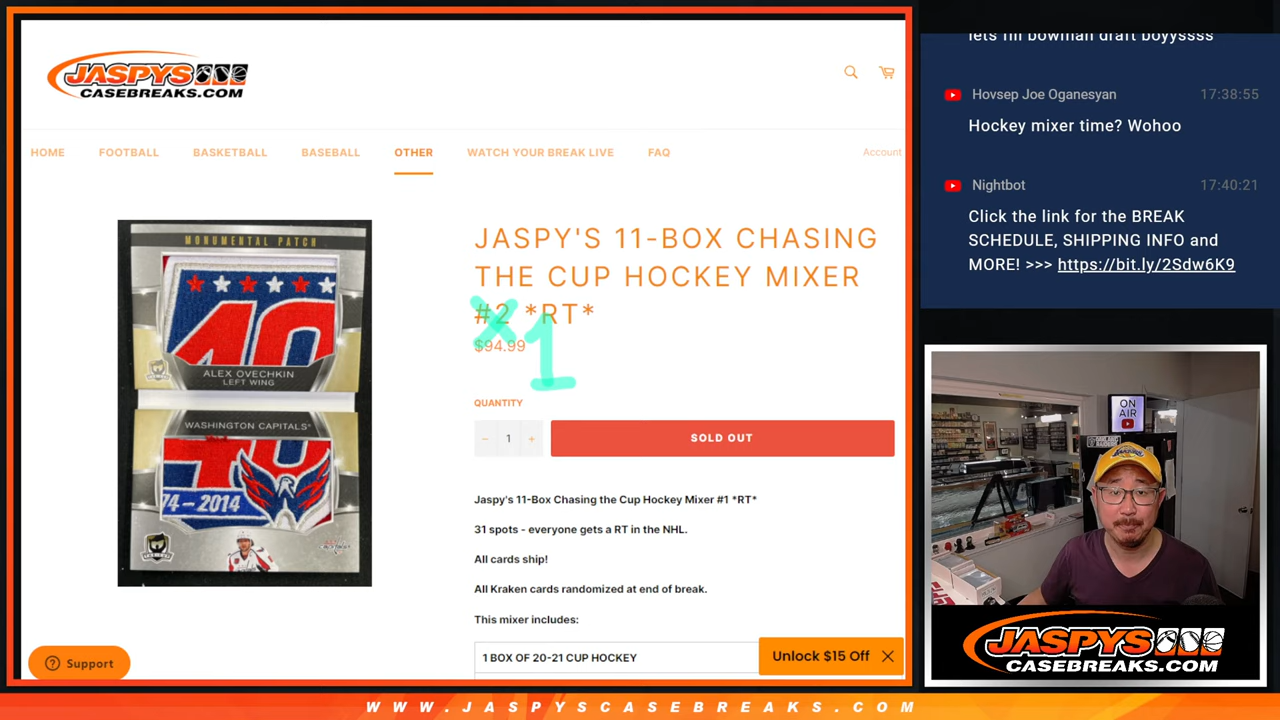 JASPYS
CASEBREAKS.COM
HOME FOOTBALL BASKETBALL BASEBALL OTHER WATCH YOUR BREAK LIVE FAQ Account
MONUMENTAL PATCH
ALEX OVECHKIN
LEFT WING
WASHINGTON CAPITALS
74-2014
JASPY'S 11-BOX CHASING
THE CUP HOCKEY MIXER
#2 *RT*
1
$94.99
QUANTITY
− 1 +
SOLD OUT
Jaspy's 11-Box Chasing the Cup Hockey Mixer #1 *RT*
31 spots - everyone gets a RT in the NHL.
All cards ship!
All Kraken cards randomized at end of break.
This mixer includes:
1 BOX OF 20-21 CUP HOCKEY
Support
Unlock $15 Off
lets fill bowman draft boyyssss
Hovsep Joe Oganesyan 17:38:55
Hockey mixer time? Wohoo
Nightbot 17:40:21
Click the link for the BREAK
SCHEDULE, SHIPPING INFO and
MORE! >>> https://bit.ly/2Sdw6K9
ON
AIR
JASPYS
CASEBREAKS.COM
WWW.JASPYSCASEBREAKS.COM